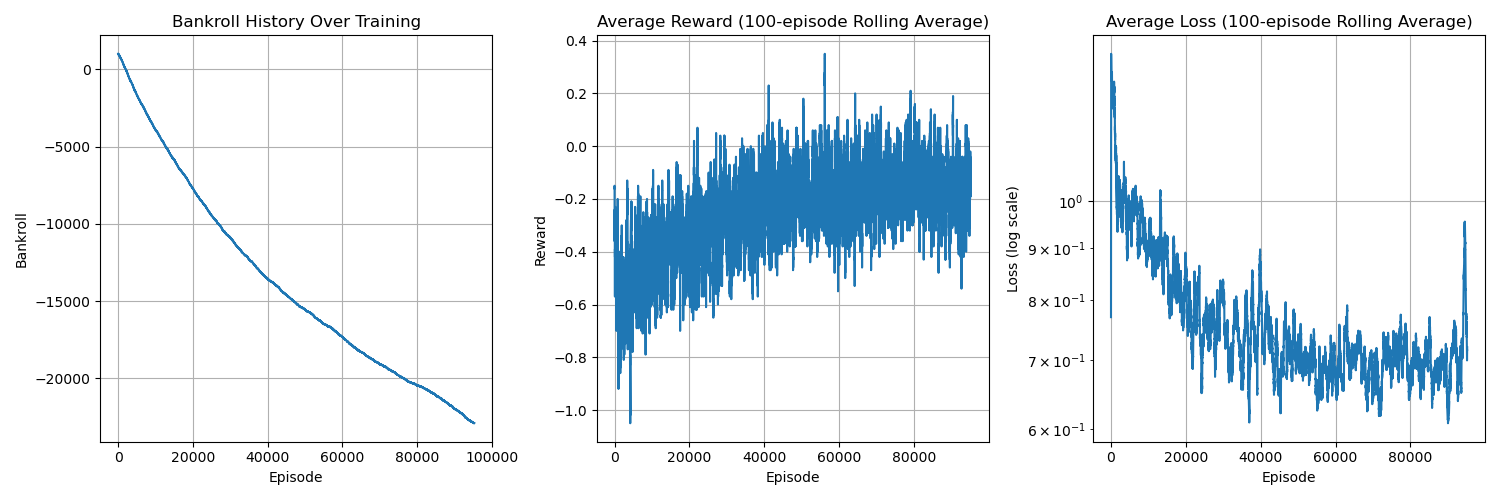 Bankroll History Over Training
0
−5000
−10000
−15000
−20000
Bankroll
0
20000
40000
60000
80000
100000
Episode
Average Reward (100-episode Rolling Average)
0.4
0.2
0.0
−0.2
−0.4
−0.6
−0.8
−1.0
Reward
0
20000
40000
60000
80000
Episode
Average Loss (100-episode Rolling Average)
10⁰
9 × 10⁻¹
8 × 10⁻¹
7 × 10⁻¹
6 × 10⁻¹
Loss (log scale)
0
20000
40000
60000
80000
Episode